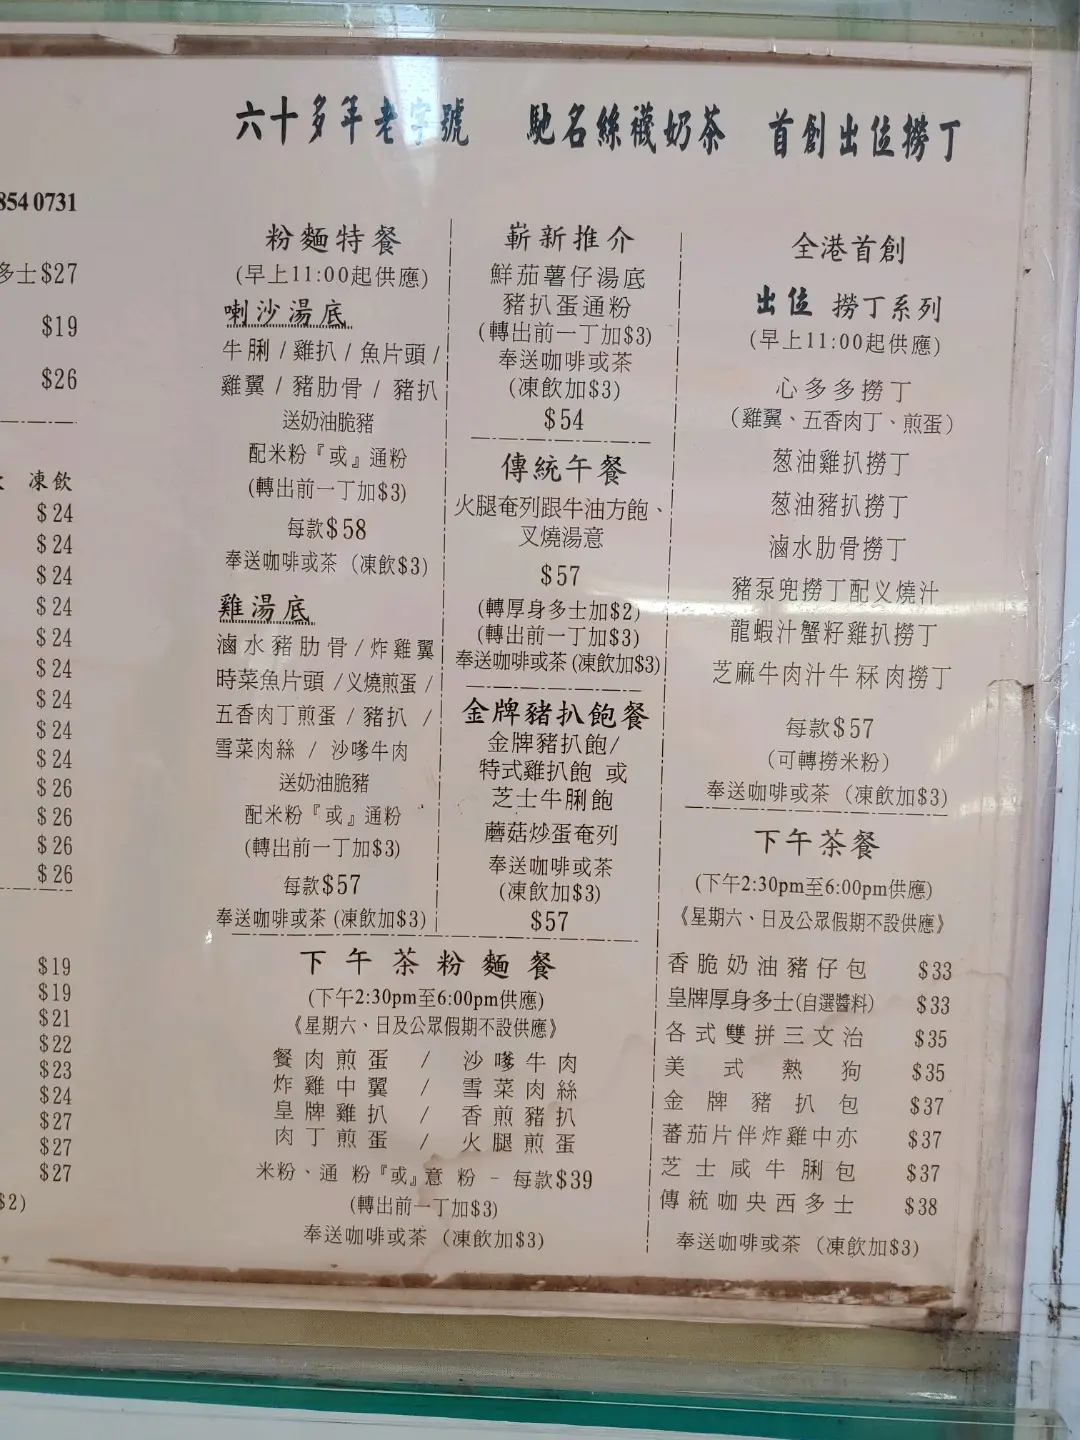 六十多年老字號 馳名絲襪奶茶 首創出位撈丁
854 0731
多士$27
$19
$26
凍飲
$24
$24
$24
$24
$24
$24
$24
$24
$24
$26
$26
$26
$26
$19
$19
$21
$22
$23
$24
$27
$27
$27
$2)
粉麵特餐
(早上11:00起供應)
喇沙湯底
牛脷/雞扒/魚片頭/
雞翼/豬肋骨/豬扒
送奶油脆豬
配米粉『或』通粉
(轉出前一丁加$3)
每款$58
奉送咖啡或茶（凍飲$3）
雞湯底
滷水豬肋骨/炸雞翼
時菜魚片頭/义燒煎蛋/
五香肉丁煎蛋/豬扒/
雪菜肉絲/沙嗲牛肉
送奶油脆豬
配米粉『或』通粉
(轉出前一丁加$3)
每款$57
奉送咖啡或茶(凍飲加$3)
嶄新推介
鮮茄薯仔湯底
豬扒蛋通粉
(轉出前一丁加$3)
奉送咖啡或茶
(凍飲加$3)
$54
傳統午餐
火腿奄列跟牛油方飽、
叉燒湯意
$57
(轉厚身多士加$2)
(轉出前一丁加$3)
奉送咖啡或茶(凍飲加$3)
金牌豬扒飽餐
金牌豬扒飽/
特式雞扒飽 或
芝士牛脷飽
蘑菇炒蛋奄列
奉送咖啡或茶
(凍飲加$3)
$57
下午茶粉麵餐
(下午2:30pm至6:00pm供應)
《星期六、日及公眾假期不設供應》
餐肉煎蛋 / 沙嗲牛肉
炸雞中翼 / 雪菜肉絲
皇牌雞扒 / 香煎豬扒
肉丁煎蛋 / 火腿煎蛋
米粉、通粉『或』意粉 - 每款$39
(轉出前一丁加$3)
奉送咖啡或茶（凍飲加$3）
全港首創
出位 撈丁系列
(早上11:00起供應)
心多多撈丁
（雞翼、五香肉丁、煎蛋）
葱油雞扒撈丁
葱油豬扒撈丁
滷水肋骨撈丁
豬泵兜撈丁配义燒汁
龍蝦汁蟹籽雞扒撈丁
芝麻牛肉汁牛冧肉撈丁
每款$57
(可轉撈米粉)
奉送咖啡或茶（凍飲加$3）
下午茶餐
(下午2:30pm至6:00pm供應)
《星期六、日及公眾假期不設供應》
香脆奶油豬仔包 $33
皇牌厚身多士(自選醬料) $33
各式雙拼三文治 $35
美式熱狗 $35
金牌豬扒包 $37
蕃茄片伴炸雞中亦 $37
芝士咸牛脷包 $37
傳統咖央西多士 $38
奉送咖啡或茶（凍飲加$3）